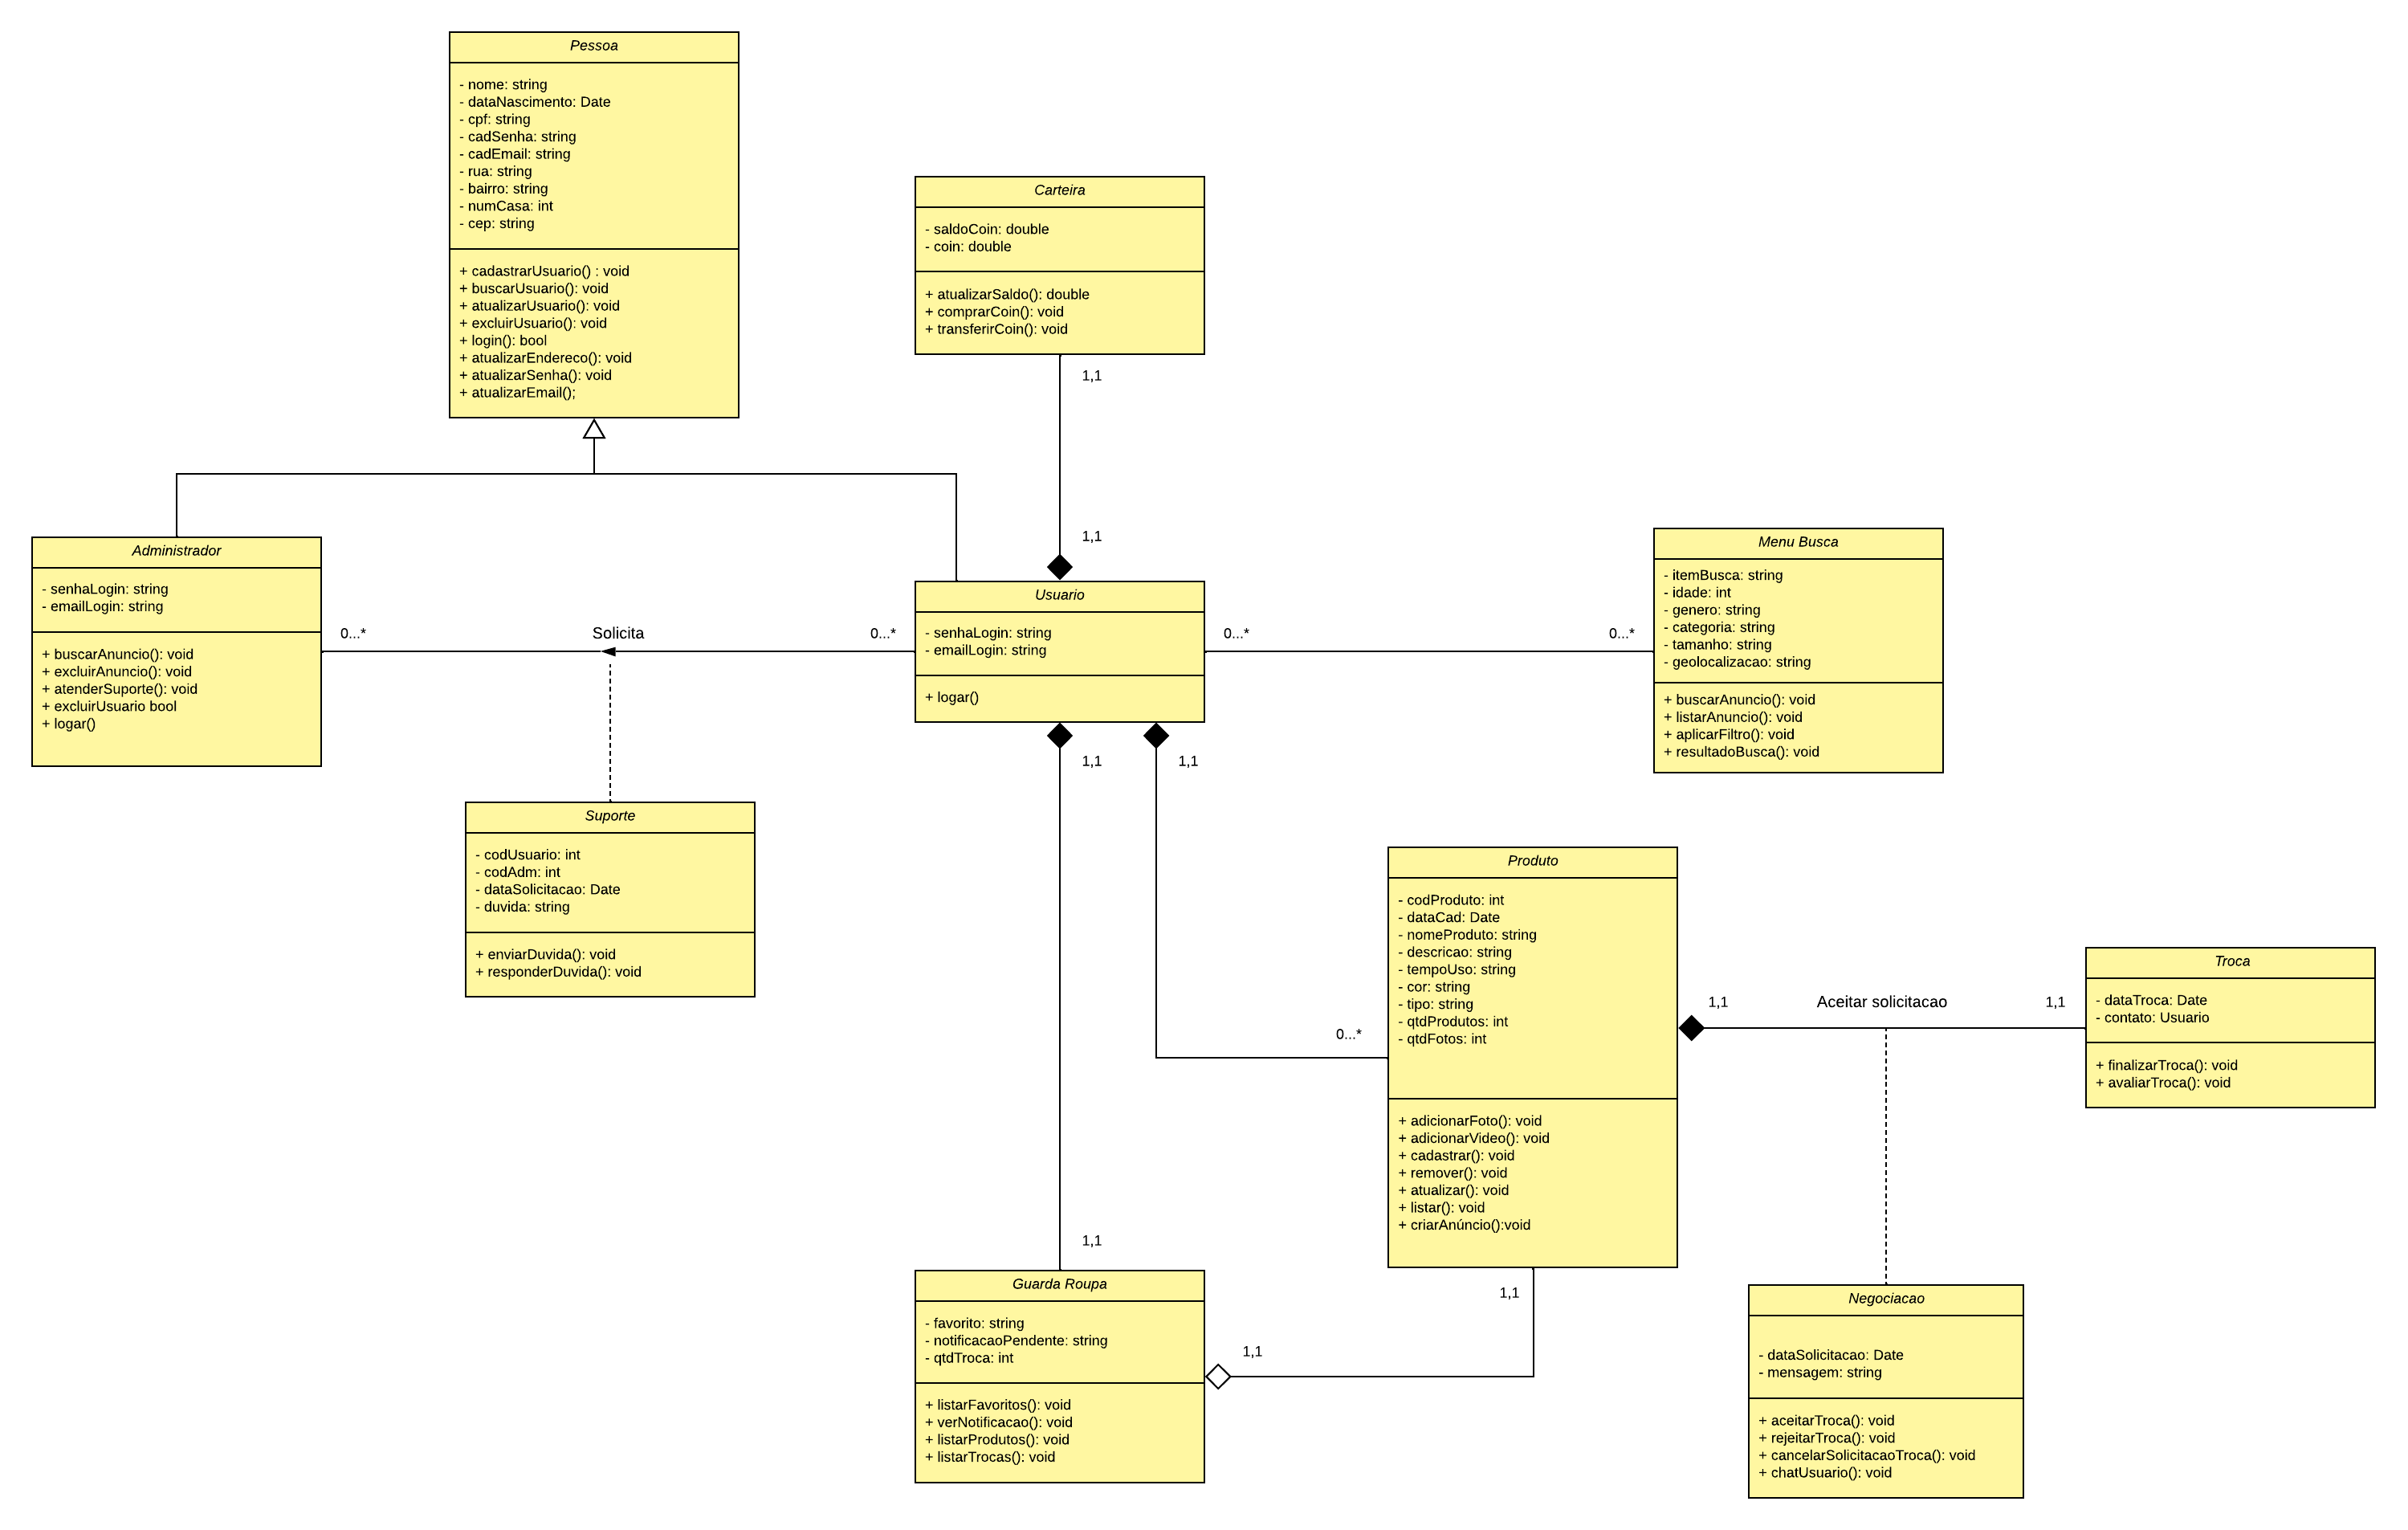 Pessoa
- nome: string
- dataNascimento: Date
- cpf: string
- cadSenha: string
- cadEmail: string
- rua: string
- bairro: string
- numCasa: int
- cep: string
+ cadastrarUsuario() : void
+ buscarUsuario(): void
+ atualizarUsuario(): void
+ excluirUsuario(): void
+ login(): bool
+ atualizarEndereco(): void
+ atualizarSenha(): void
+ atualizarEmail();
Carteira
- saldoCoin: double
- coin: double
+ atualizarSaldo(): double
+ comprarCoin(): void
+ transferirCoin(): void
1,1
1,1
Administrador
- senhaLogin: string
- emailLogin: string
+ buscarAnuncio(): void
+ excluirAnuncio(): void
+ atenderSuporte(): void
+ excluirUsuario bool
+ logar()
0...*
Solicita
0...*
Usuario
- senhaLogin: string
- emailLogin: string
+ logar()
0...*
0...*
Menu Busca
- itemBusca: string
- idade: int
- genero: string
- categoria: string
- tamanho: string
- geolocalizacao: string
+ buscarAnuncio(): void
+ listarAnuncio(): void
+ aplicarFiltro(): void
+ resultadoBusca(): void
1,1
1,1
Suporte
- codUsuario: int
- codAdm: int
- dataSolicitacao: Date
- duvida: string
+ enviarDuvida(): void
+ responderDuvida(): void
0...*
Produto
- codProduto: int
- dataCad: Date
- nomeProduto: string
- descricao: string
- tempoUso: string
- cor: string
- tipo: string
- qtdProdutos: int
- qtdFotos: int
+ adicionarFoto(): void
+ adicionarVideo(): void
+ cadastrar(): void
+ remover(): void
+ atualizar(): void
+ listar(): void
+ criarAnúncio():void
1,1
Aceitar solicitacao
1,1
Troca
- dataTroca: Date
- contato: Usuario
+ finalizarTroca(): void
+ avaliarTroca(): void
1,1
Guarda Roupa
- favorito: string
- notificacaoPendente: string
- qtdTroca: int
+ listarFavoritos(): void
+ verNotificacao(): void
+ listarProdutos(): void
+ listarTrocas(): void
1,1
1,1
Negociacao
- dataSolicitacao: Date
- mensagem: string
+ aceitarTroca(): void
+ rejeitarTroca(): void
+ cancelarSolicitacaoTroca(): void
+ chatUsuario(): void